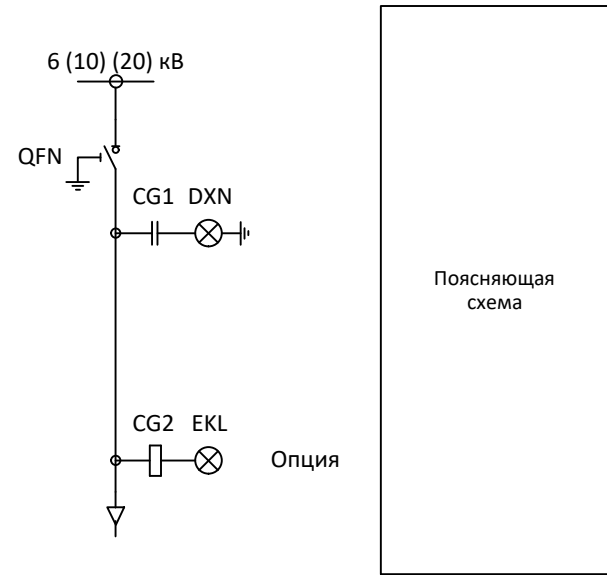 6 (10) (20) кВ
QFN
CG1 DXN
Поясняющая
схема
CG2 EKL
Опция